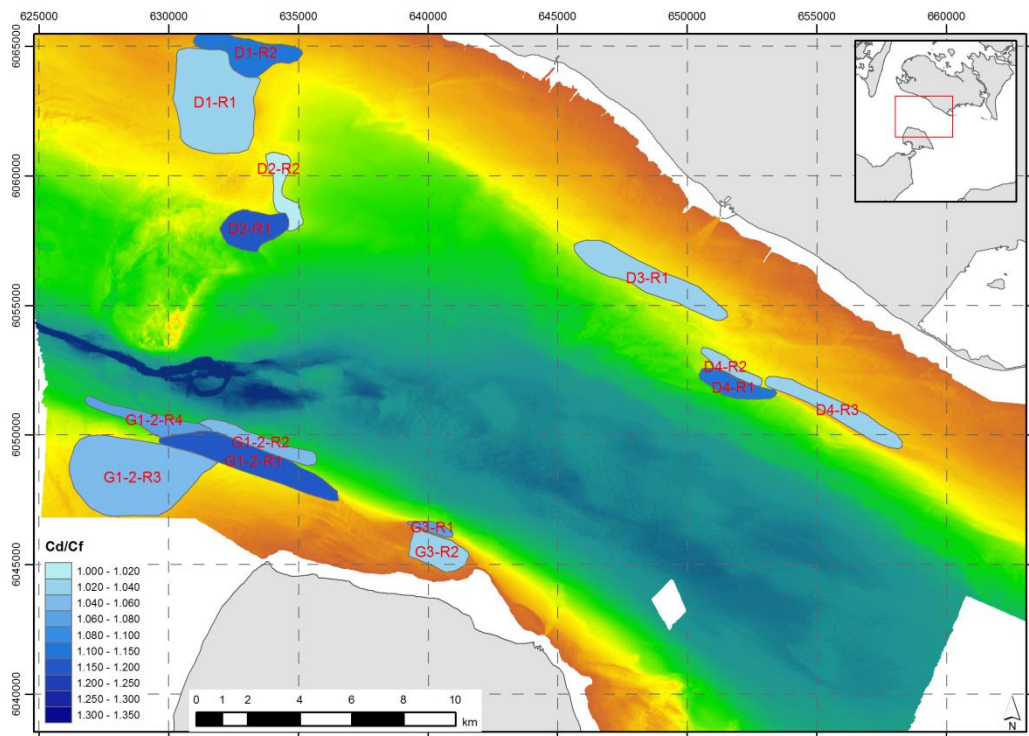 625000 630000 635000 640000 645000 650000 655000 660000
6065000
6060000
6055000
6050000
6045000
6040000
D1-R2
D1-R1
D2-R2
D2-R1
D3-R1
D4-R2
D4-R1
D4-R3
G1-2-R4
G1-2-R2
G1-2-R1
G1-2-R3
G3-R1
G3-R2
Cd/Cf
1.000 - 1.020
1.020 - 1.040
1.040 - 1.060
1.060 - 1.080
1.080 - 1.100
1.100 - 1.150
1.150 - 1.200
1.200 - 1.250
1.250 - 1.300
1.300 - 1.350
0 1 2 4 6 8 10
km
N